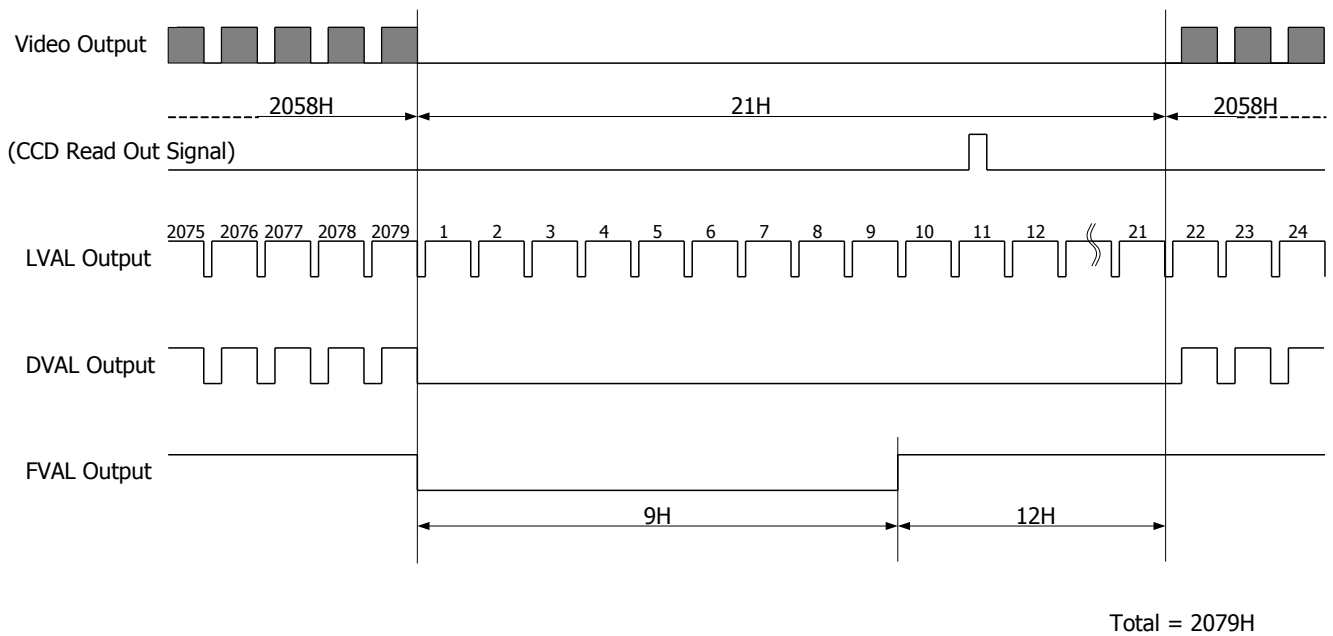 Video Output
2058H 21H 2058H
(CCD Read Out Signal)
2075 2076 2077 2078 2079 1 2 3 4 5 6 7 8 9 10 11 12 21 22 23 24
LVAL Output
DVAL Output
FVAL Output
9H 12H
Total = 2079H